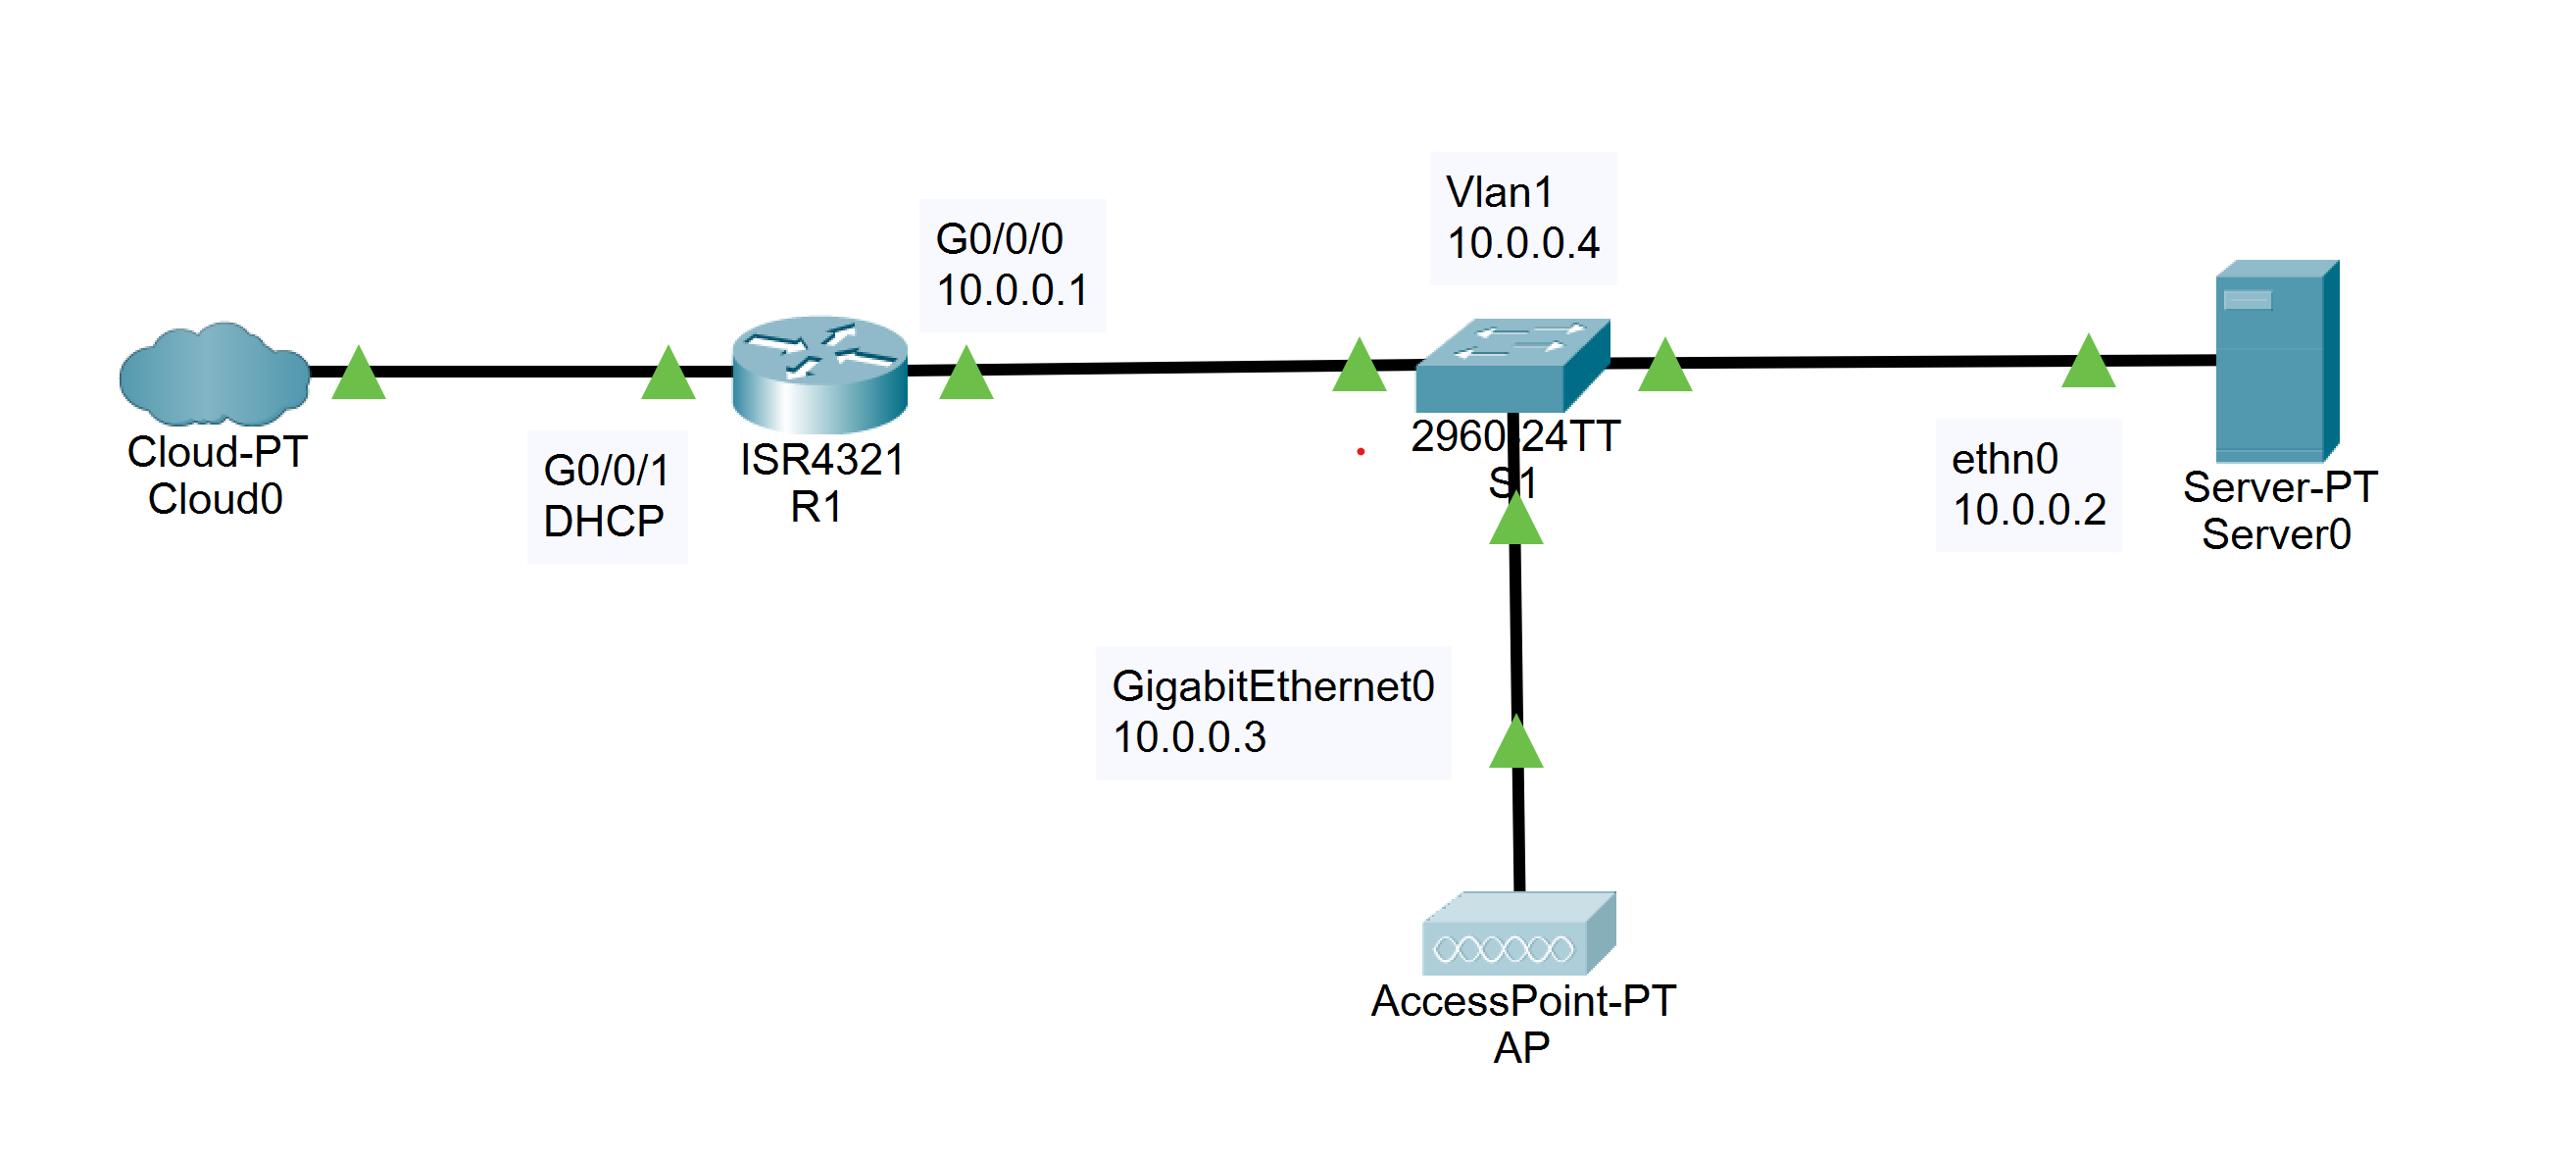 Vlan1
10.0.0.4
G0/0/0
10.0.0.1
Cloud-PT
Cloud0
G0/0/1
DHCP
ISR4321
R1
2960-24TT
S1
ethn0
10.0.0.2
Server-PT
Server0
GigabitEthernet0
10.0.0.3
AccessPoint-PT
AP